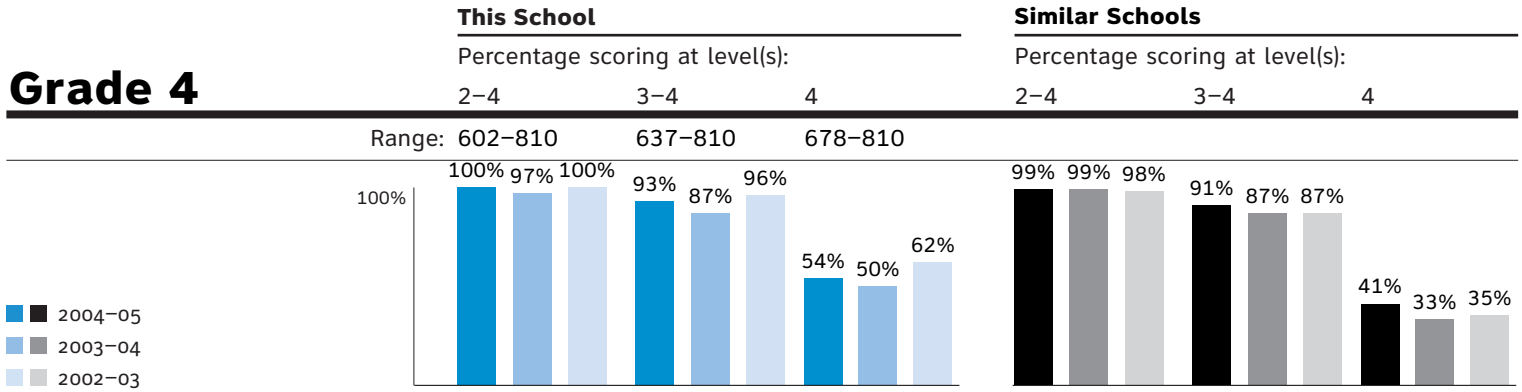 This School Similar Schools
Percentage scoring at level(s): Percentage scoring at level(s):
Grade 4 2–4 3–4 4 2–4 3–4 4
Range: 602–810 637–810 678–810
100% 97% 100% 93% 87% 96% 54% 50% 62% 99% 99% 98% 91% 87% 87% 41% 33% 35%
100%
2004–05
2003–04
2002–03